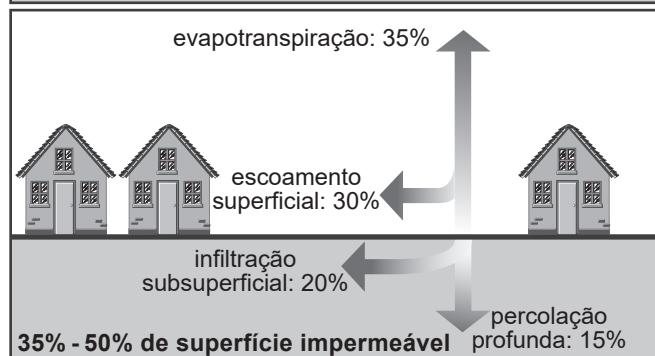 evapotranspiração: 35%
escoamento
superficial: 30%
infiltração
subsuperficial: 20%
percolação
profunda: 15%
35% - 50% de superfície impermeável